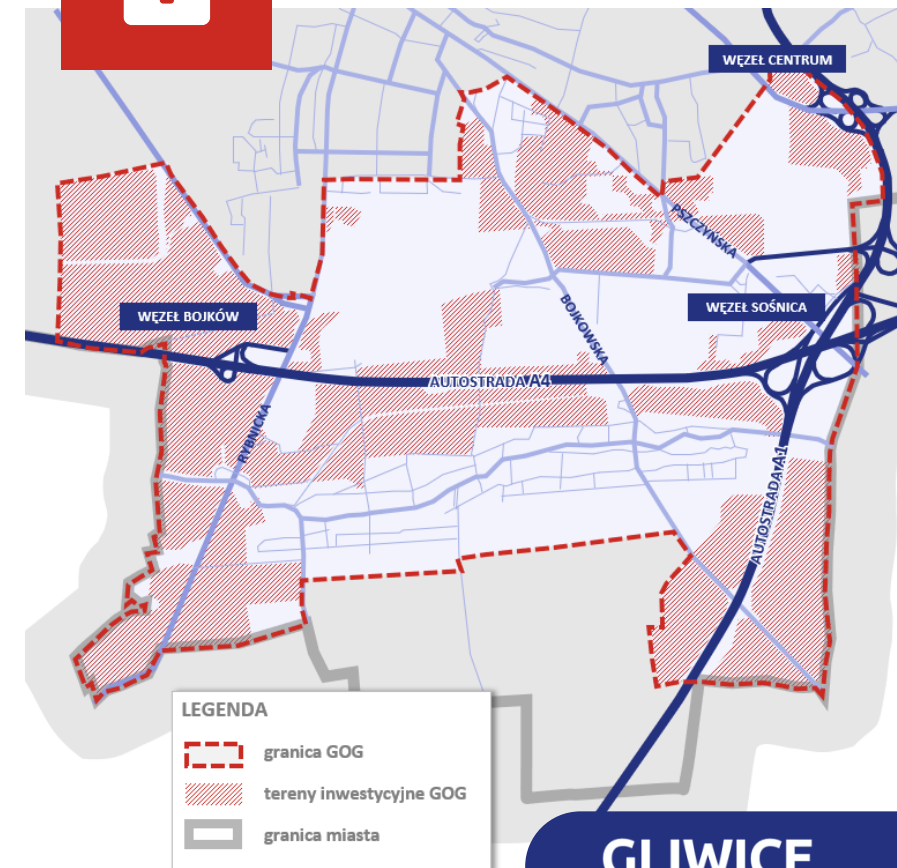 WĘZEŁ CENTRUM
PSZCZYŃSKA
WĘZEŁ BOJKÓW
WĘZEŁ SOŚNICA
BOJKOWSKA
AUTOSTRADA A4
RYBNICKA
AUTOSTRADA A1
LEGENDA
granica GOG
tereny inwestycyjne GOG
granica miasta
GLIWICE